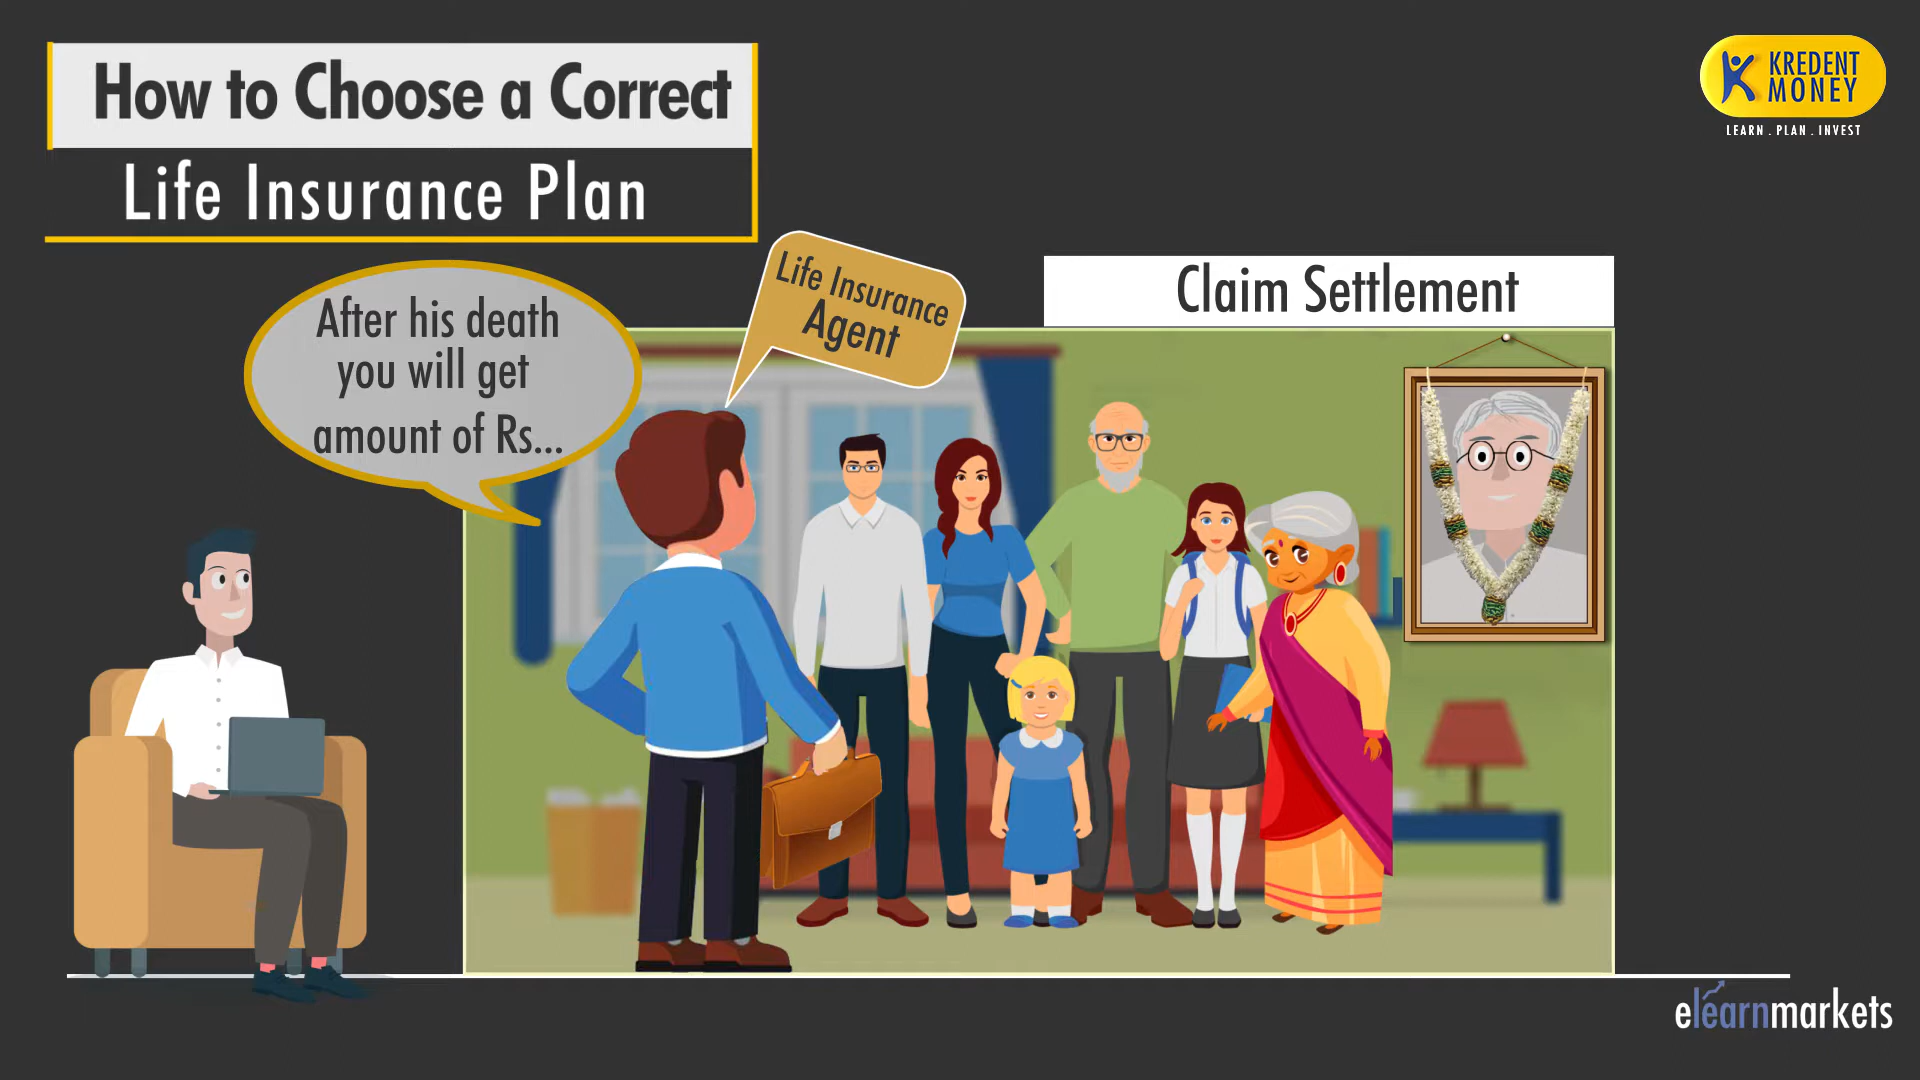 How to Choose a Correct
Life Insurance Plan
KREDENT
MONEY
LEARN . PLAN . INVEST
After his death
you will get
amount of Rs...
Life Insurance
Agent
Claim Settlement
elearnmarkets